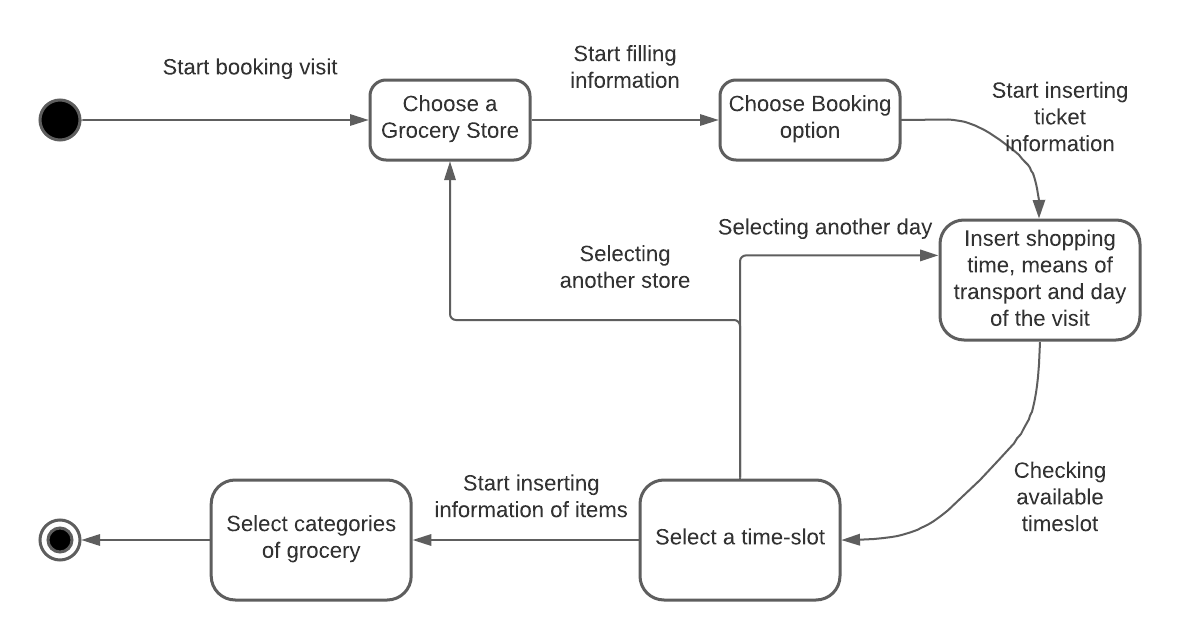 Start booking visit
Start filling
information
Choose a
Grocery Store
Choose Booking
option
Start inserting
ticket
information
Selecting another day
Selecting
another store
Insert shopping
time, means of
transport and day
of the visit
Checking
available
timeslot
Start inserting
information of items
Select categories
of grocery
Select a time-slot